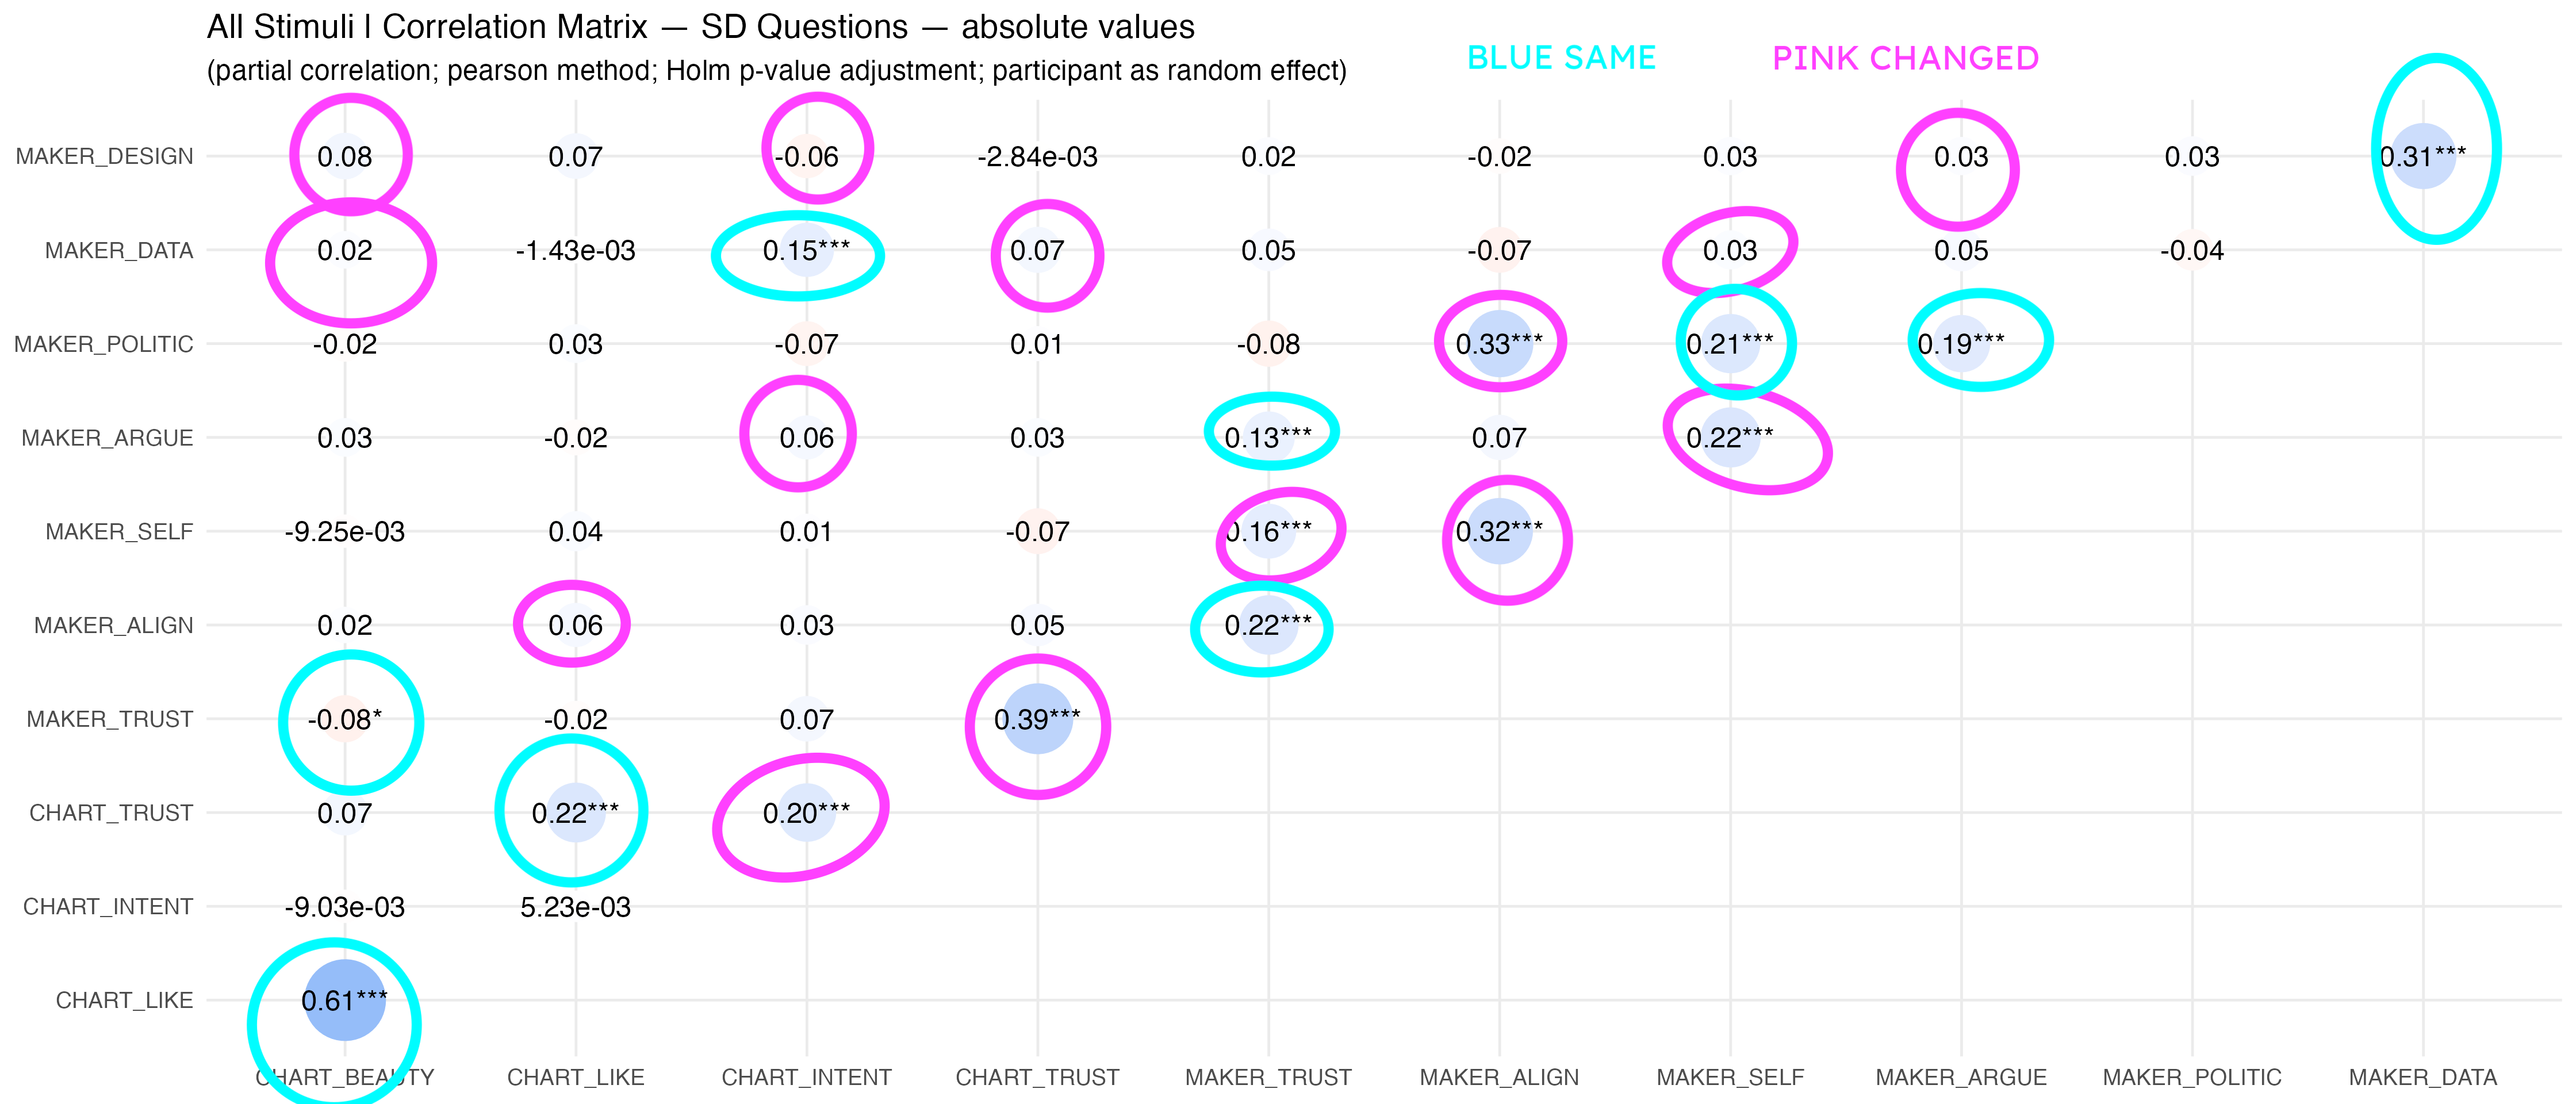 All Stimuli | Correlation Matrix — SD Questions — absolute values
(partial correlation; pearson method; Holm p-value adjustment; participant as random effect)
BLUE SAME PINK CHANGED
MAKER_DESIGN 0.08 0.07 -0.06 -2.84e-03 0.02 -0.02 0.03 0.03 0.03 0.31***
MAKER_DATA 0.02 -1.43e-03 0.15*** 0.07 0.05 -0.07 0.03 0.05 -0.04
MAKER_POLITIC -0.02 0.03 -0.07 0.01 -0.08 0.33*** 0.21*** 0.19***
MAKER_ARGUE 0.03 -0.02 0.06 0.03 0.13*** 0.07 0.22***
MAKER_SELF -9.25e-03 0.04 0.01 -0.07 0.16*** 0.32***
MAKER_ALIGN 0.02 0.06 0.03 0.05 0.22***
MAKER_TRUST -0.08* -0.02 0.07 0.39***
CHART_TRUST 0.07 0.22*** 0.20***
CHART_INTENT -9.03e-03 5.23e-03
CHART_LIKE 0.61***
CHART_BEAUTY CHART_LIKE CHART_INTENT CHART_TRUST MAKER_TRUST MAKER_ALIGN MAKER_SELF MAKER_ARGUE MAKER_POLITIC MAKER_DATA